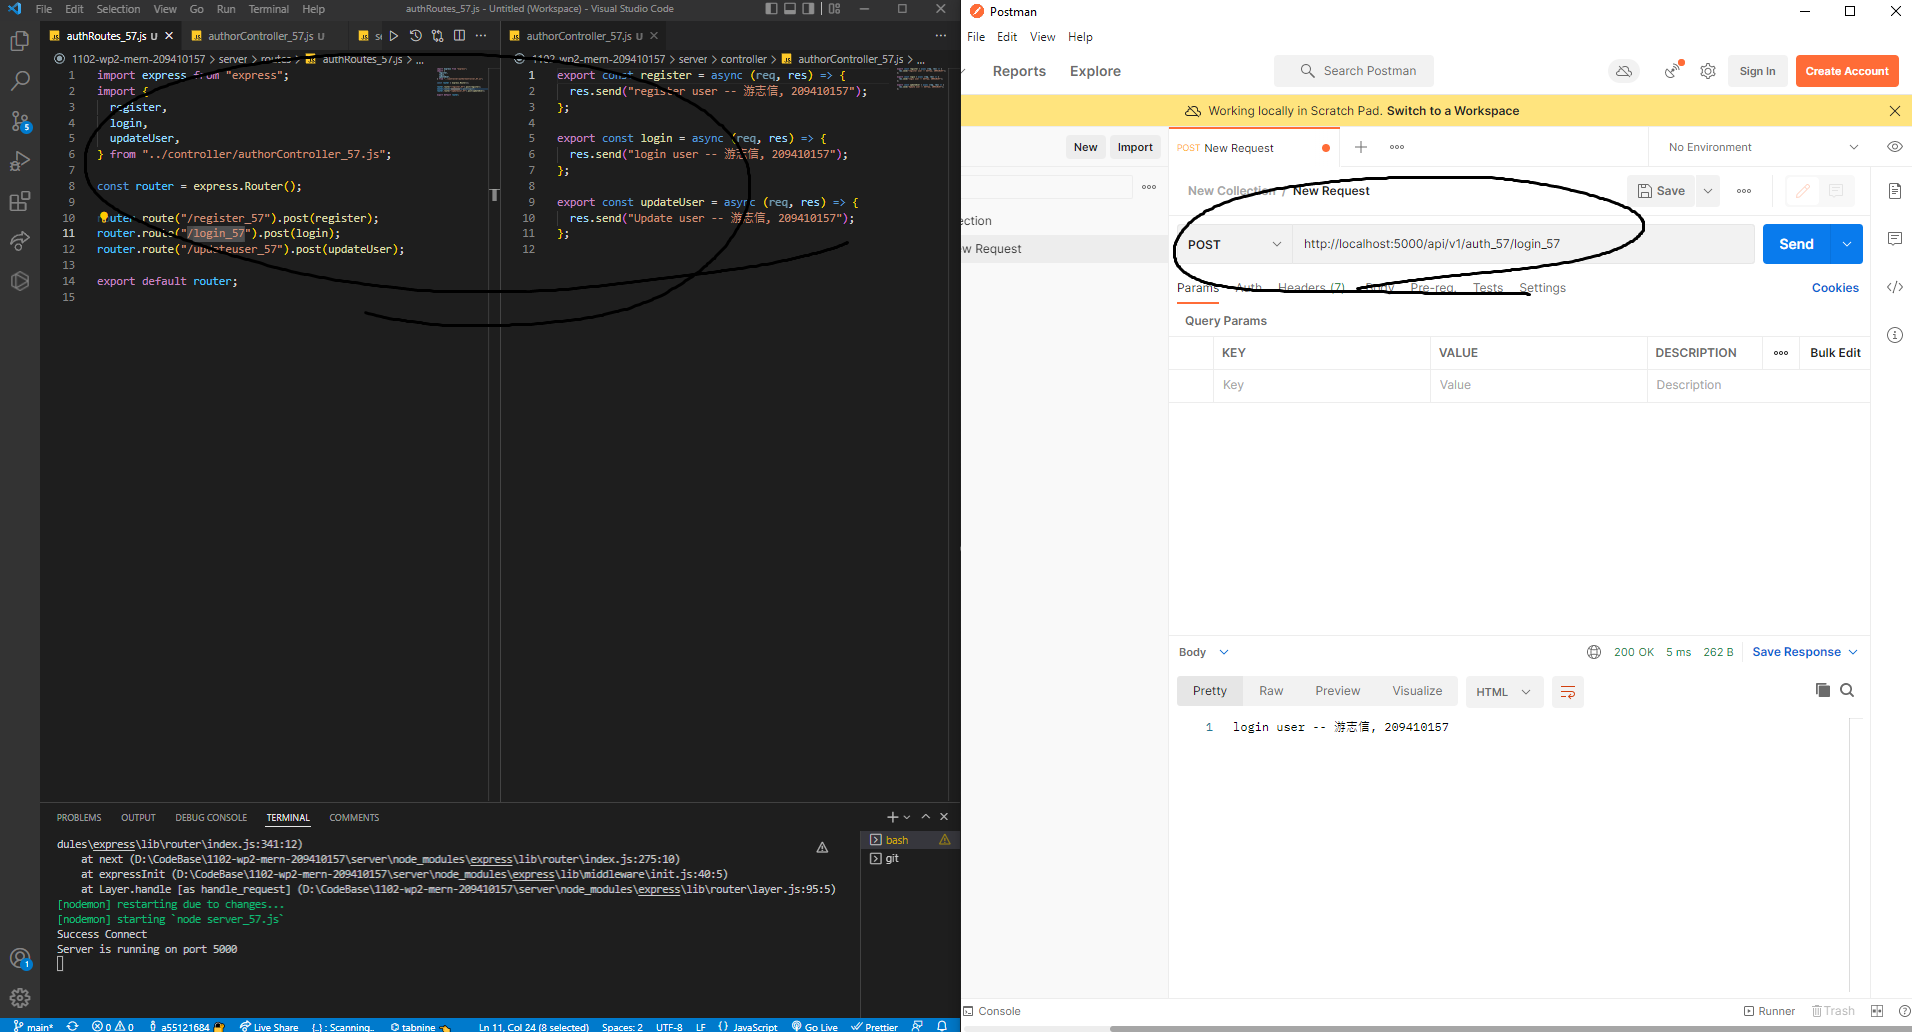 File Edit Selection View Go Run Terminal Help
authRoutes_57.js - Untitled (Workspace) - Visual Studio Code
authRoutes_57.js U
authorController_57.js U
authorController_57.js U
1102-wp2-mern-209410157 > server > routes > authRoutes_57.js > ...
1 import express from "express";
2 import {
3 register,
4 login,
5 updateUser,
6 } from "../controller/authorController_57.js";
7
8 const router = express.Router();
9
10 router.route("/register_57").post(register);
11 router.route("/login_57").post(login);
12 router.route("/updateuser_57").post(updateUser);
13
14 export default router;
15
1102-wp2-mern-209410157 > server > controller > authorController_57.js > ...
1 export const register = async (req, res) => {
2 res.send("register user -- 游志信, 209410157");
3 };
4
5 export const login = async (req, res) => {
6 res.send("login user -- 游志信, 209410157");
7 };
8
9 export const updateUser = async (req, res) => {
10 res.send("Update user -- 游志信, 209410157");
11 };
12
PROBLEMS OUTPUT DEBUG CONSOLE TERMINAL COMMENTS
dules\express\lib\router\index.js:341:12)
at next (D:\CodeBase\1102-wp2-mern-209410157\server\node_modules\express\lib\router\index.js:275:10)
at expressInit (D:\CodeBase\1102-wp2-mern-209410157\server\node_modules\express\lib\middleware\init.js:40:5)
at Layer.handle [as handle_request] (D:\CodeBase\1102-wp2-mern-209410157\server\node_modules\express\lib\router\layer.js:95:5)
[nodemon] restarting due to changes...
[nodemon] starting `node server_57.js`
Success Connect
Server is running on port 5000
bash
git
main* 0 0 a55121684 Live Share {..} : Scanning.. tabnine Ln 11, Col 24 (8 selected) Spaces: 2 UTF-8 LF {} JavaScript Go Live Prettier
Postman
File Edit View Help
Reports Explore
Search Postman
Sign In
Create Account
Working locally in Scratch Pad. Switch to a Workspace
New Import
POST New Request
No Environment
New Collection / New Request
Save
ection
ew Request
POST
http://localhost:5000/api/v1/auth_57/login_57
Send
Params Auth Headers (7) Body Pre-req. Tests Settings
Cookies
Query Params
KEY VALUE DESCRIPTION Bulk Edit
Key Value Description
Body
200 OK 5 ms 262 B Save Response
Pretty Raw Preview Visualize HTML
1 login user -- 游志信, 209410157
Console
Runner Trash